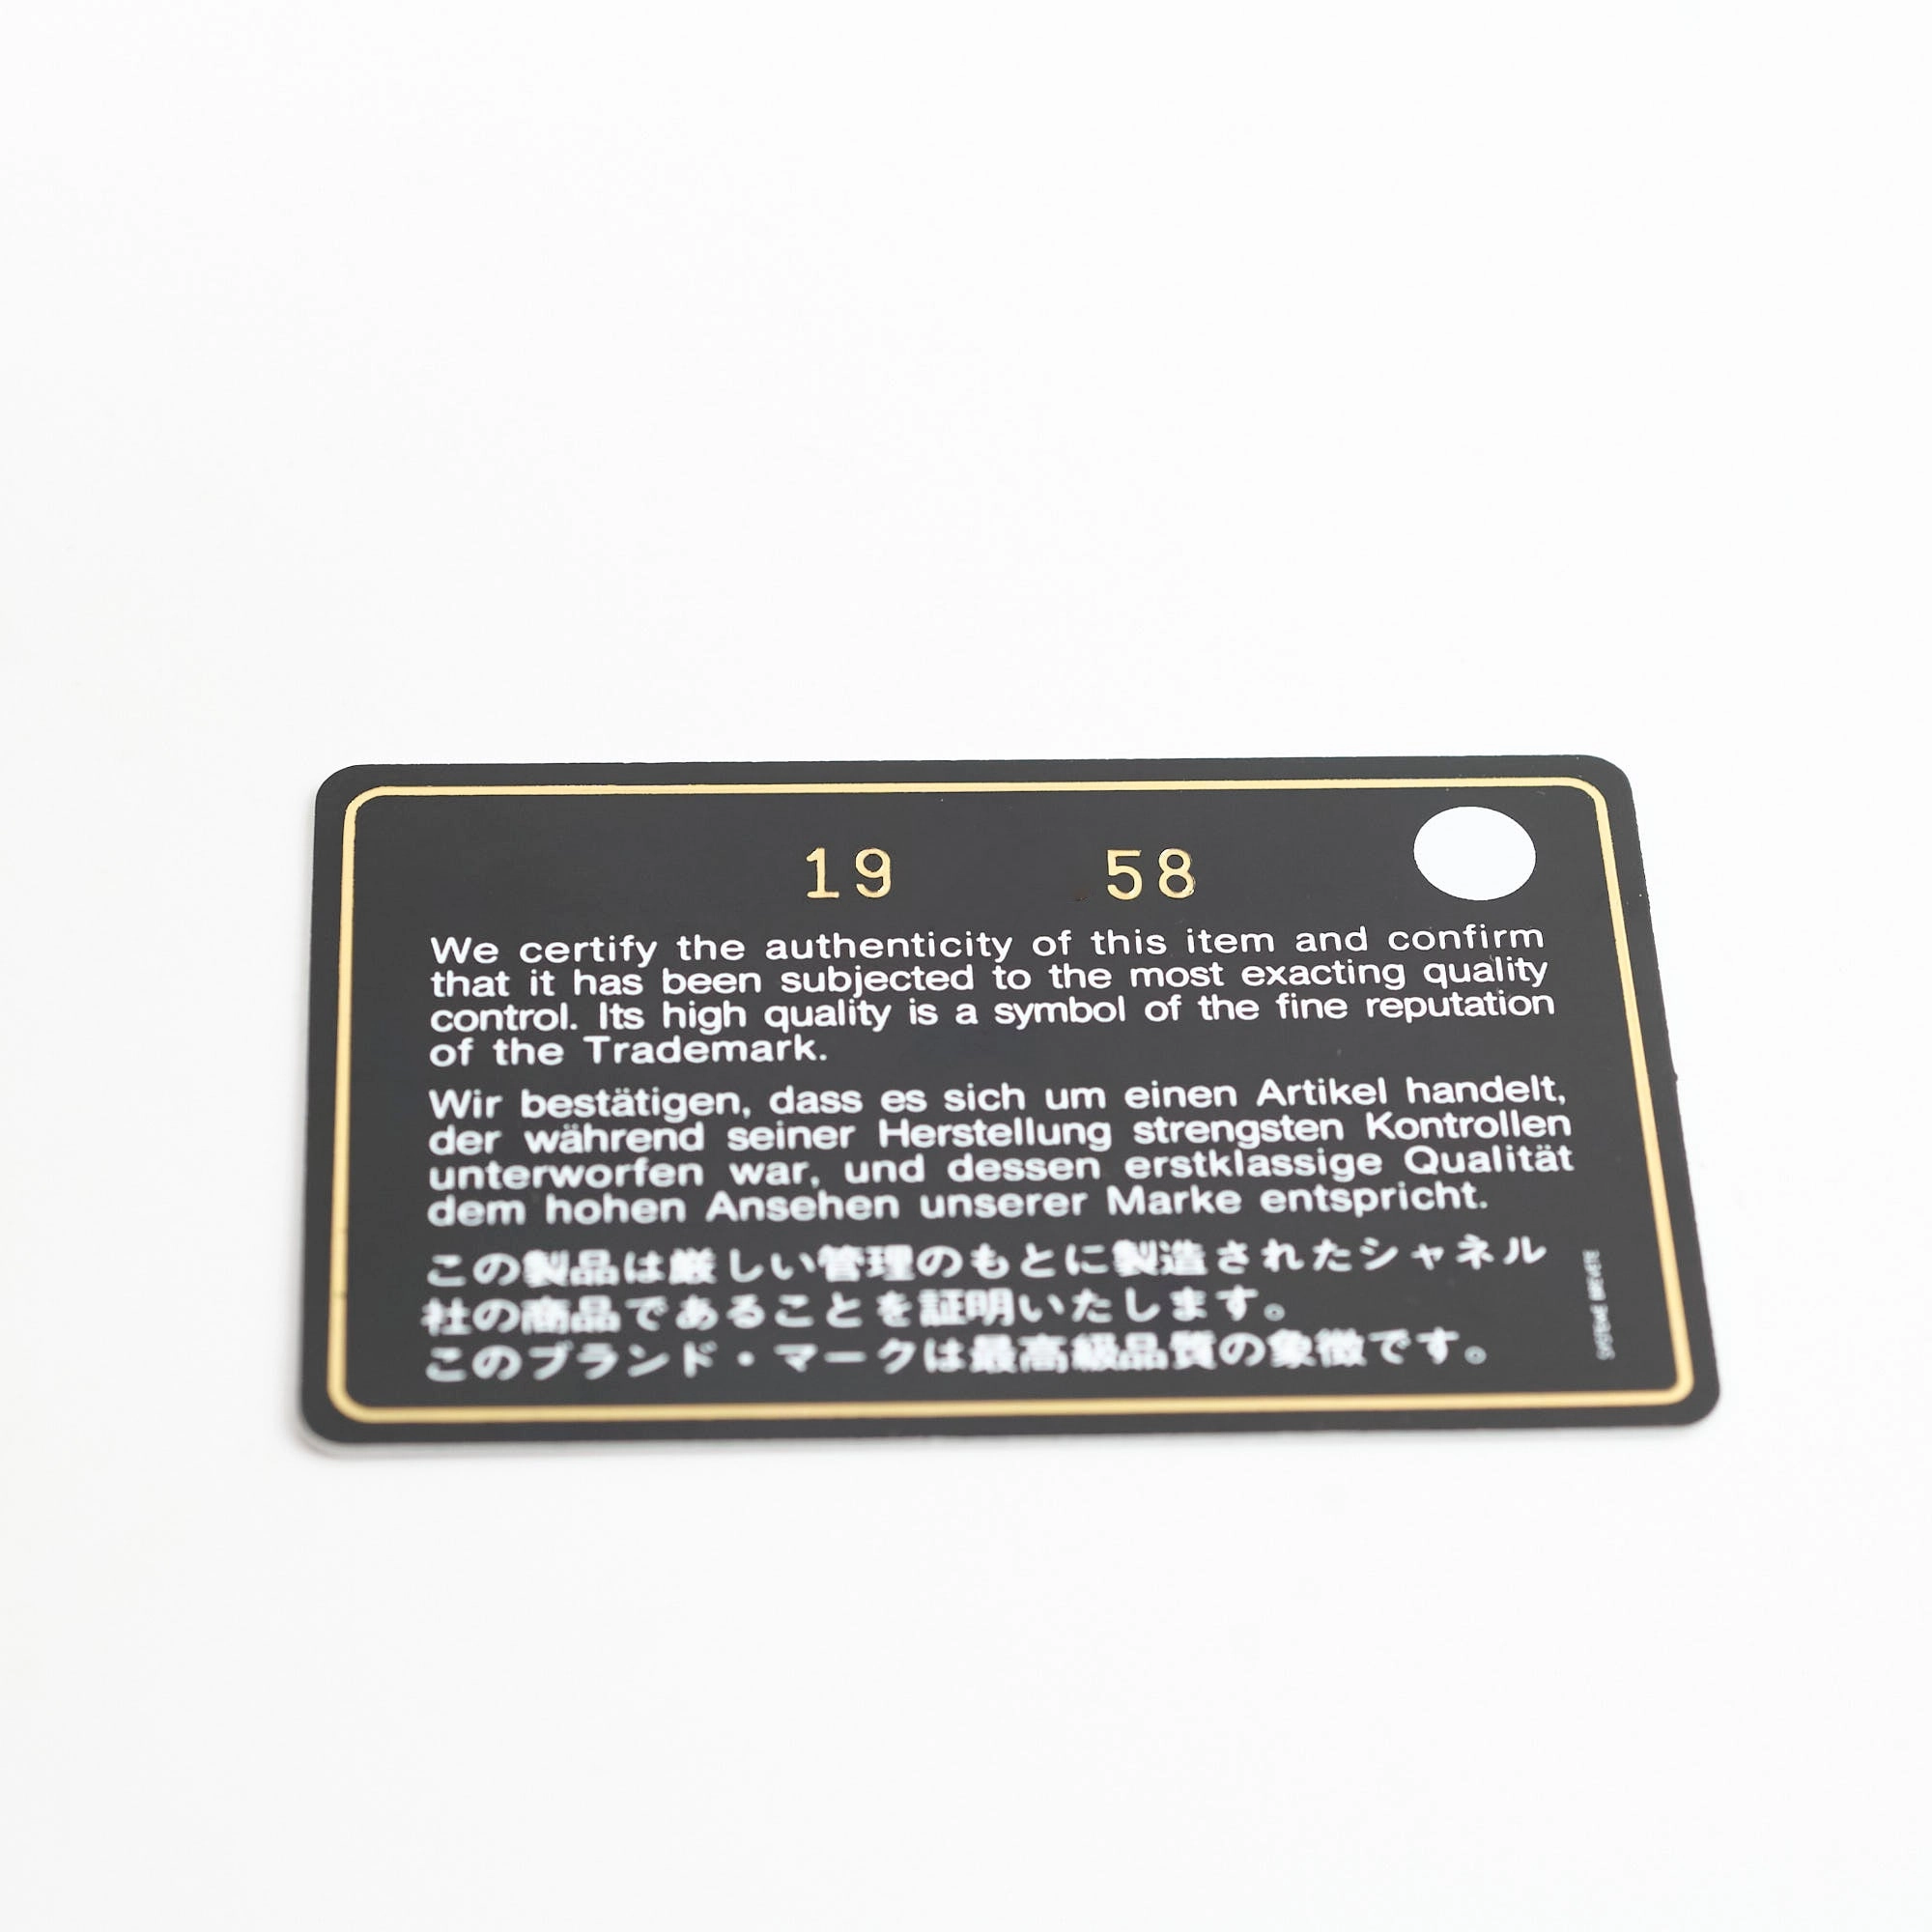 19 58
We certify the authenticity of this item and confirm
that it has been subjected to the most exacting quality
control. Its high quality is a symbol of the fine reputation
of the Trademark.
Wir bestätigen, dass es sich um einen Artikel handelt,
der während seiner Herstellung strengsten Kontrollen
unterworfen war, und dessen erstklassige Qualität
dem hohen Ansehen unserer Marke entspricht.
この製品は厳しい管理のもとに製造されたシャネル
社の商品であることを証明いたします。
このブランド・マークは最高級品質の象徴です。
SYSTEME BREVETE